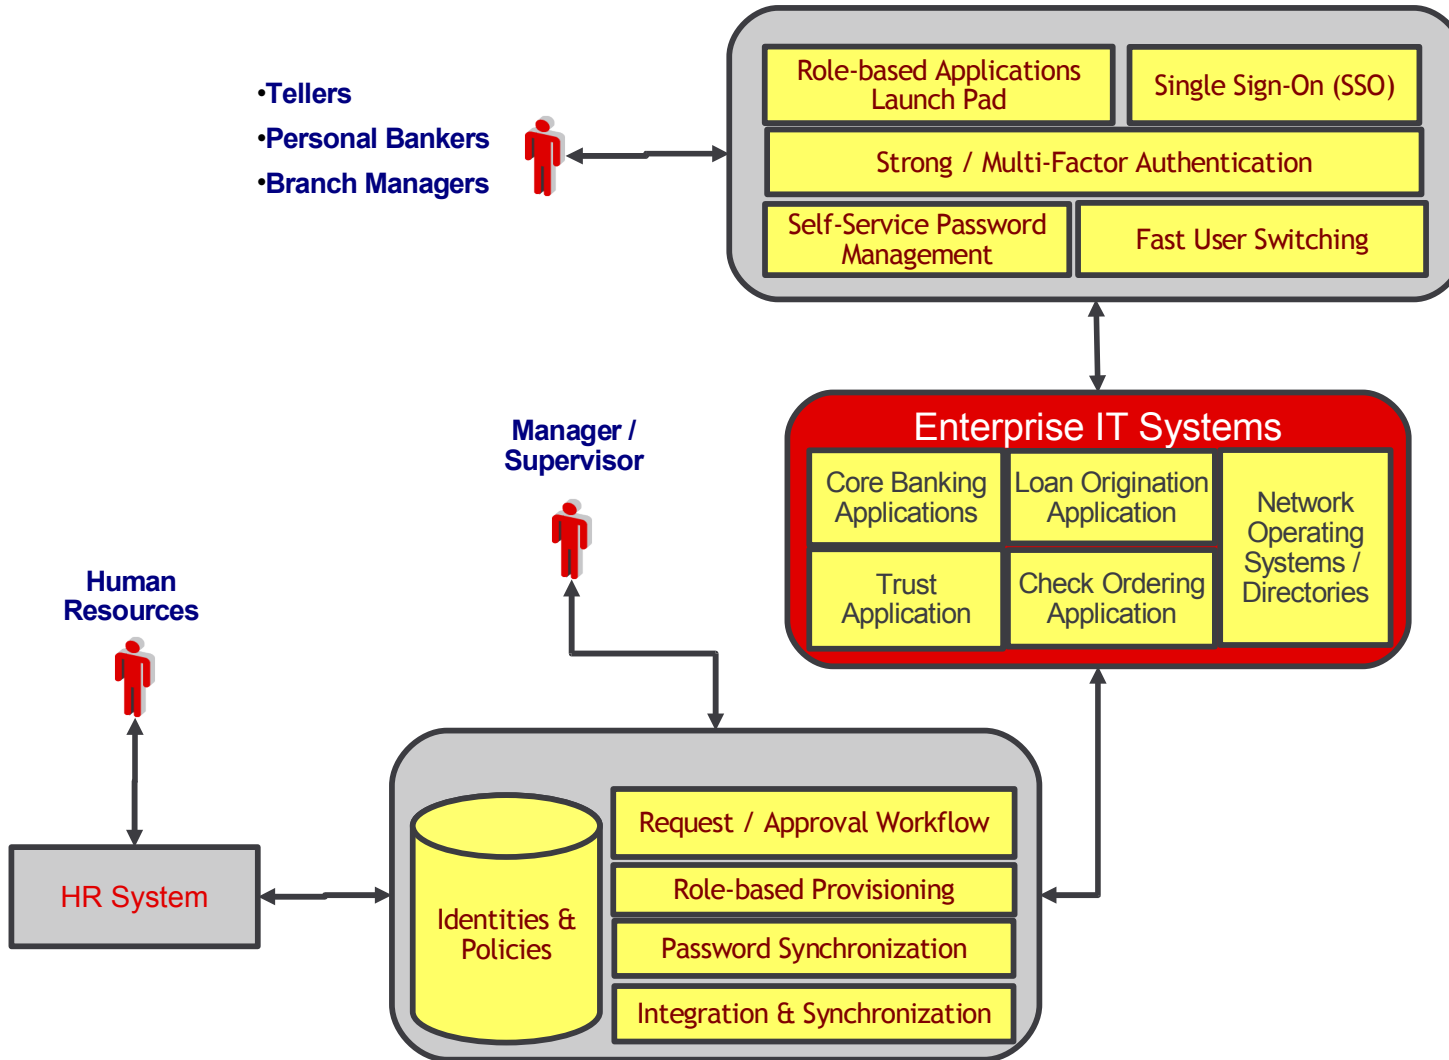 •Tellers
•Personal Bankers
•Branch Managers
Role-based Applications
Launch Pad
Single Sign-On (SSO)
Strong / Multi-Factor Authentication
Self-Service Password
Management
Fast User Switching
Enterprise IT Systems
Core Banking
Applications
Loan Origination
Application
Network
Operating
Systems /
Directories
Trust
Application
Check Ordering
Application
Manager /
Supervisor
Human
Resources
HR System
Identities &
Policies
Request / Approval Workflow
Role-based Provisioning
Password Synchronization
Integration & Synchronization